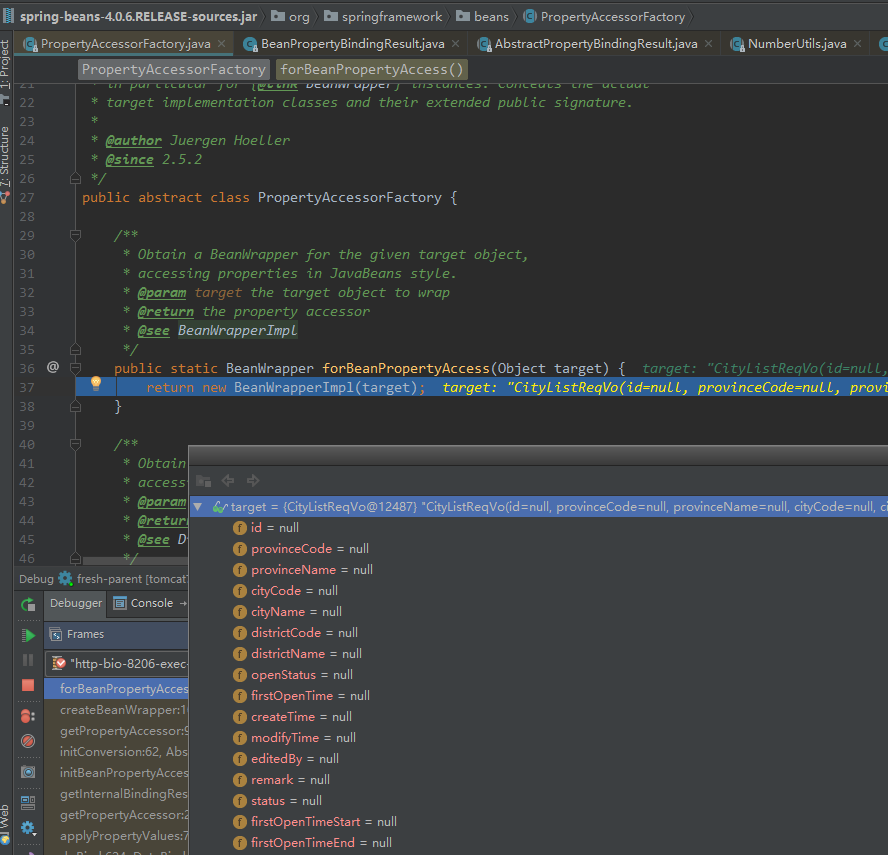 spring-beans-4.0.6.RELEASE-sources.jar org springframework beans PropertyAccessorFactory
PropertyAccessorFactory.java BeanPropertyBindingResult.java AbstractPropertyBindingResult.java NumberUtils.java
PropertyAccessorFactory forBeanPropertyAccess()
1: Project
7: Structure
Web
21 * in particular for {@link BeanWrapper} instances. Conceals the actual
22 * target implementation classes and their extended public signature.
23 *
24 * @author Juergen Hoeller
25 * @since 2.5.2
26 */
27 public abstract class PropertyAccessorFactory {
28
29 /**
30 * Obtain a BeanWrapper for the given target object,
31 * accessing properties in JavaBeans style.
32 * @param target the target object to wrap
33 * @return the property accessor
34 * @see BeanWrapperImpl
35 */
36 @ public static BeanWrapper forBeanPropertyAccess(Object target) { target: "CityListReqVo(id=null,
37 return new BeanWrapperImpl(target); target: "CityListReqVo(id=null, provinceCode=null, provi
38 }
39
40 /**
41 * Obtain
42 * access
43 * @param
44 * @return
45 * @see D
46 */
target = {CityListReqVo@12487} "CityListReqVo(id=null, provinceCode=null, provinceName=null, cityCode=null, ci
id = null
provinceCode = null
provinceName = null
cityCode = null
cityName = null
districtCode = null
districtName = null
openStatus = null
firstOpenTime = null
createTime = null
modifyTime = null
editedBy = null
remark = null
status = null
firstOpenTimeStart = null
firstOpenTimeEnd = null
Debug fresh-parent [tomcat7
Debugger Console
Frames
"http-bio-8206-exec-
forBeanPropertyAcces
createBeanWrapper:1
getPropertyAccessor:9
initConversion:62, Abs
initBeanPropertyAcces
getInternalBindingRes
getPropertyAccessor:2
applyPropertyValues:7